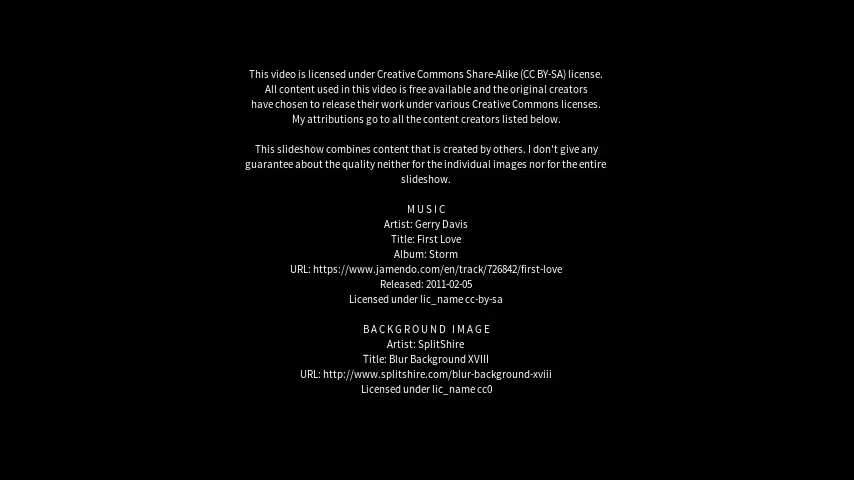 This video is licensed under Creative Commons Share-Alike (CC BY-SA) license.
All content used in this video is free available and the original creators
have chosen to release their work under various Creative Commons licenses.
My attributions go to all the content creators listed below.
This slideshow combines content that is created by others. I don't give any
guarantee about the quality neither for the individual images nor for the entire
slideshow.
MUSIC
Artist: Gerry Davis
Title: First Love
Album: Storm
URL: https://www.jamendo.com/en/track/726842/first-love
Released: 2011-02-05
Licensed under lic_name cc-by-sa
BACKGROUND IMAGE
Artist: SplitShire
Title: Blur Background XVIII
URL: http://www.splitshire.com/blur-background-xviii
Licensed under lic_name cc0